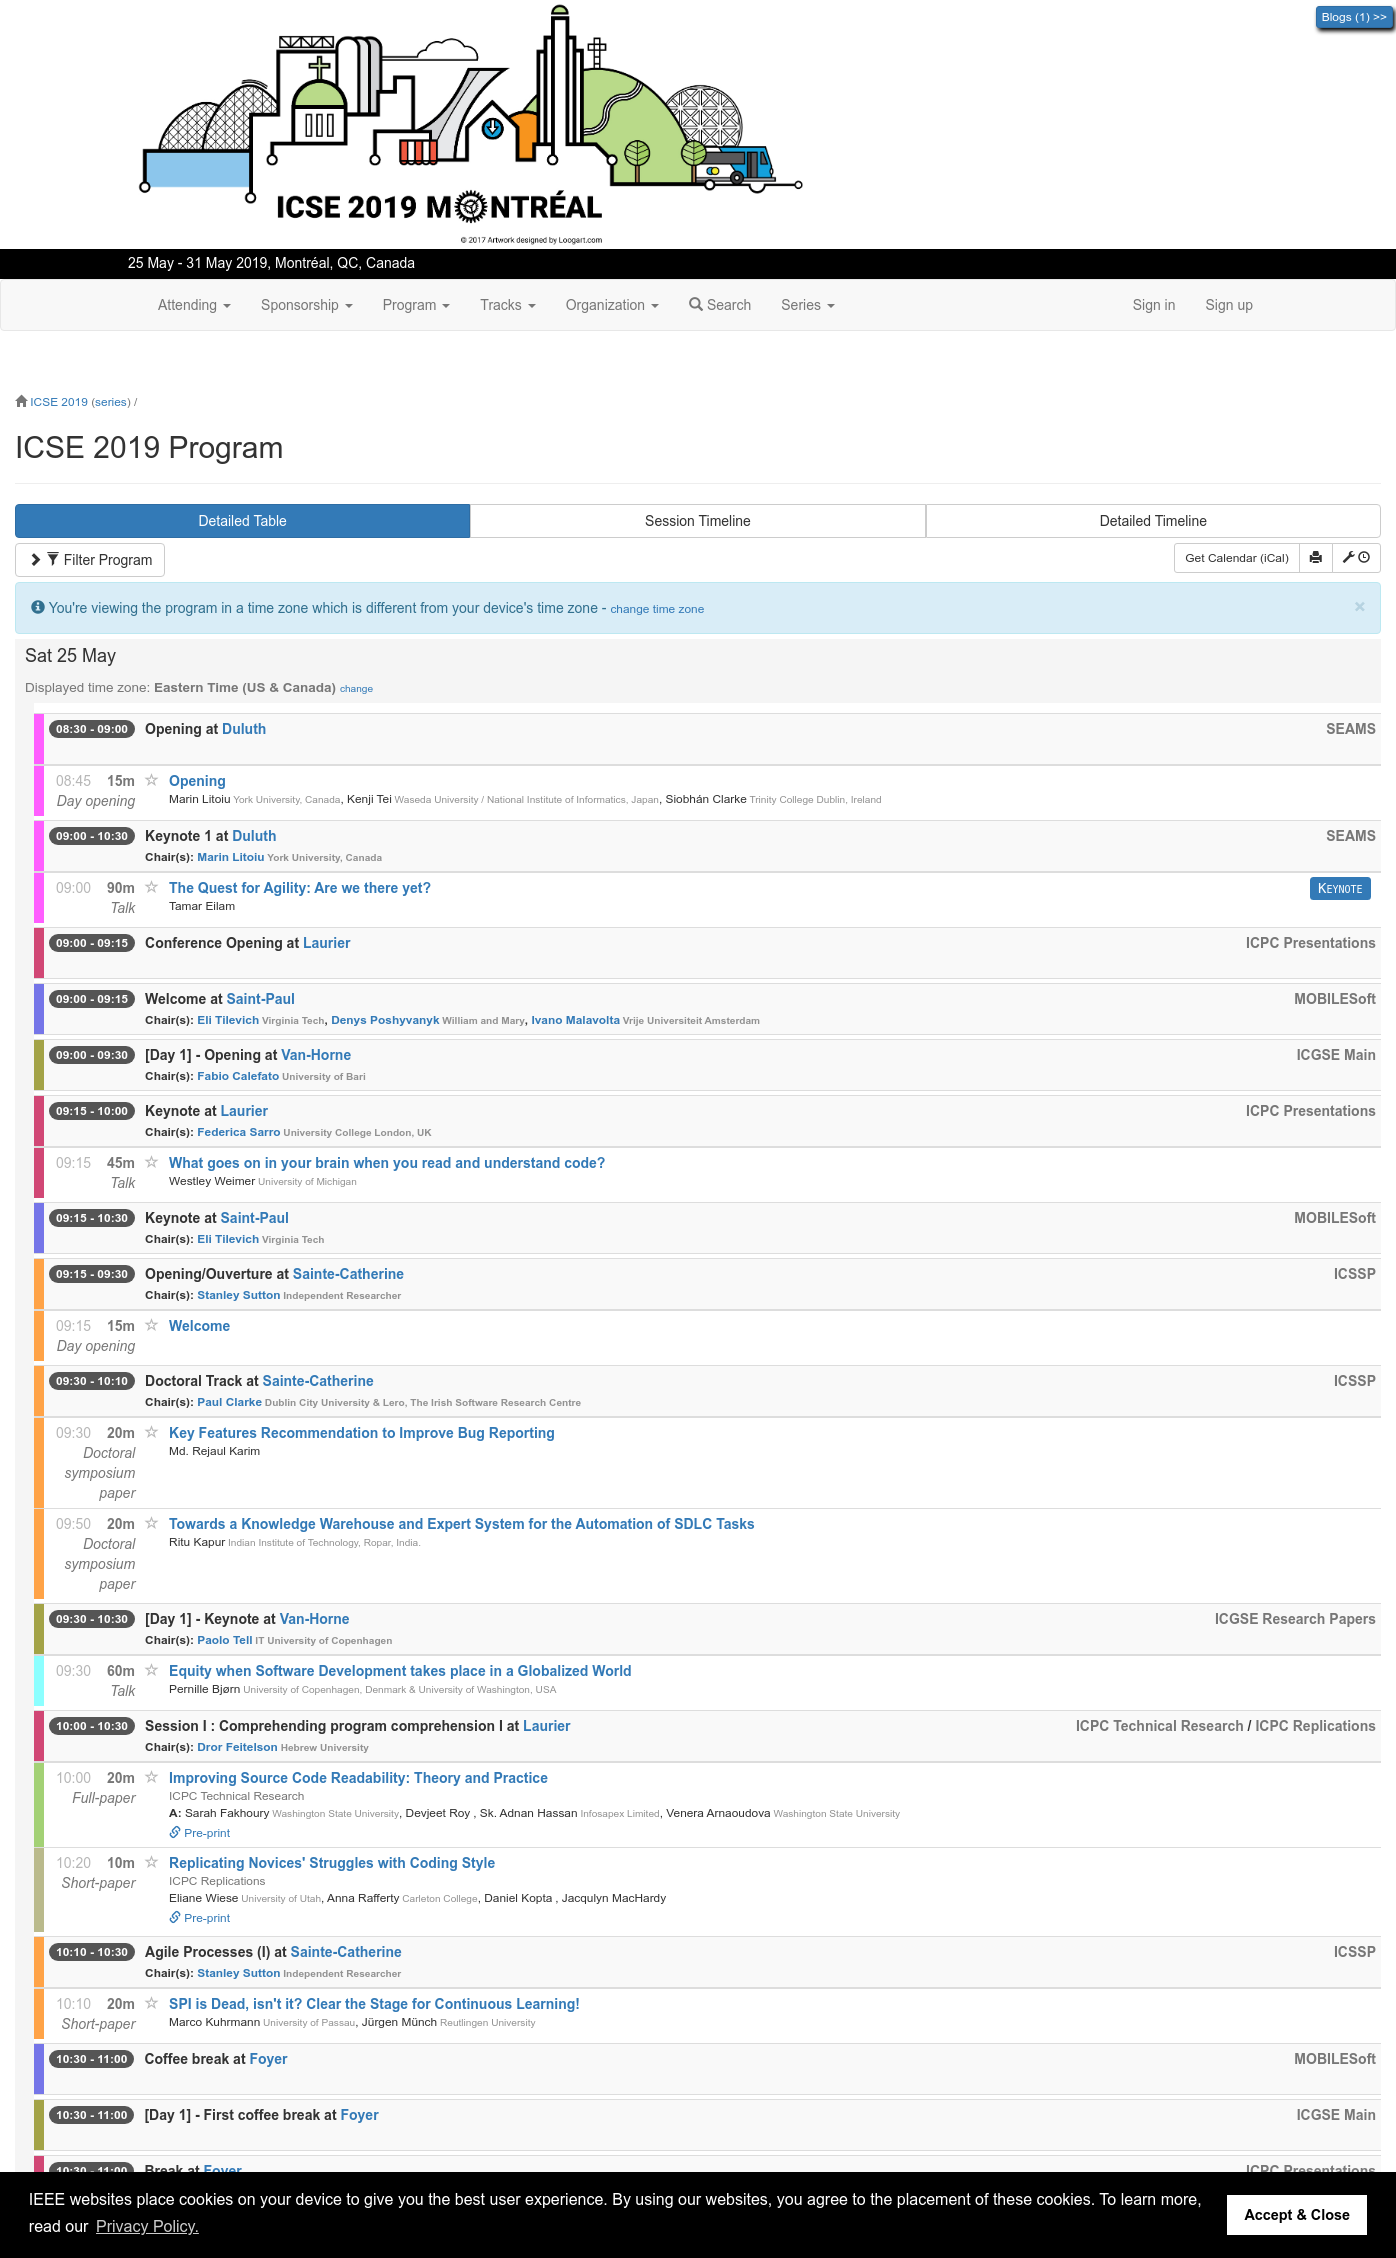 Blogs (1) >>
ICSE 2019 MONTRÉAL
© 2017 Artwork designed by Loogart.com
25 May - 31 May 2019, Montréal, QC, Canada
Attending Sponsorship Program Tracks Organization Search Series Sign in Sign up
ICSE 2019 (series) /
ICSE 2019 Program
Detailed Table Session Timeline Detailed Timeline
Filter Program Get Calendar (iCal)
You're viewing the program in a time zone which is different from your device's time zone - change time zone ×
Sat 25 May
Displayed time zone: Eastern Time (US & Canada) change
08:30 - 09:00 Opening at Duluth SEAMS
08:45 15m Opening
Day opening Marin Litoiu York University, Canada, Kenji Tei Waseda University / National Institute of Informatics, Japan, Siobhán Clarke Trinity College Dublin, Ireland
09:00 - 10:30 Keynote 1 at Duluth SEAMS
Chair(s): Marin Litoiu York University, Canada
09:00 90m The Quest for Agility: Are we there yet? Keynote
Talk Tamar Eilam
09:00 - 09:15 Conference Opening at Laurier ICPC Presentations
09:00 - 09:15 Welcome at Saint-Paul MOBILESoft
Chair(s): Eli Tilevich Virginia Tech, Denys Poshyvanyk William and Mary, Ivano Malavolta Vrije Universiteit Amsterdam
09:00 - 09:30 [Day 1] - Opening at Van-Horne ICGSE Main
Chair(s): Fabio Calefato University of Bari
09:15 - 10:00 Keynote at Laurier ICPC Presentations
Chair(s): Federica Sarro University College London, UK
09:15 45m What goes on in your brain when you read and understand code?
Talk Westley Weimer University of Michigan
09:15 - 10:30 Keynote at Saint-Paul MOBILESoft
Chair(s): Eli Tilevich Virginia Tech
09:15 - 09:30 Opening/Ouverture at Sainte-Catherine ICSSP
Chair(s): Stanley Sutton Independent Researcher
09:15 15m Welcome
Day opening
09:30 - 10:10 Doctoral Track at Sainte-Catherine ICSSP
Chair(s): Paul Clarke Dublin City University & Lero, The Irish Software Research Centre
09:30 20m Key Features Recommendation to Improve Bug Reporting
Doctoral Md. Rejaul Karim
symposium
paper
09:50 20m Towards a Knowledge Warehouse and Expert System for the Automation of SDLC Tasks
Doctoral Ritu Kapur Indian Institute of Technology, Ropar, India.
symposium
paper
09:30 - 10:30 [Day 1] - Keynote at Van-Horne ICGSE Research Papers
Chair(s): Paolo Tell IT University of Copenhagen
09:30 60m Equity when Software Development takes place in a Globalized World
Talk Pernille Bjørn University of Copenhagen, Denmark & University of Washington, USA
10:00 - 10:30 Session I : Comprehending program comprehension I at Laurier ICPC Technical Research / ICPC Replications
Chair(s): Dror Feitelson Hebrew University
10:00 20m Improving Source Code Readability: Theory and Practice
Full-paper ICPC Technical Research
A: Sarah Fakhoury Washington State University, Devjeet Roy , Sk. Adnan Hassan Infosapex Limited, Venera Arnaoudova Washington State University
Pre-print
10:20 10m Replicating Novices' Struggles with Coding Style
Short-paper ICPC Replications
Eliane Wiese University of Utah, Anna Rafferty Carleton College, Daniel Kopta , Jacqulyn MacHardy
Pre-print
10:10 - 10:30 Agile Processes (I) at Sainte-Catherine ICSSP
Chair(s): Stanley Sutton Independent Researcher
10:10 20m SPI is Dead, isn't it? Clear the Stage for Continuous Learning!
Short-paper Marco Kuhrmann University of Passau, Jürgen Münch Reutlingen University
10:30 - 11:00 Coffee break at Foyer MOBILESoft
10:30 - 11:00 [Day 1] - First coffee break at Foyer ICGSE Main
10:30 - 11:00 Break at Foyer ICPC Presentations
IEEE websites place cookies on your device to give you the best user experience. By using our websites, you agree to the placement of these cookies. To learn more,
read our Privacy Policy. Accept & Close